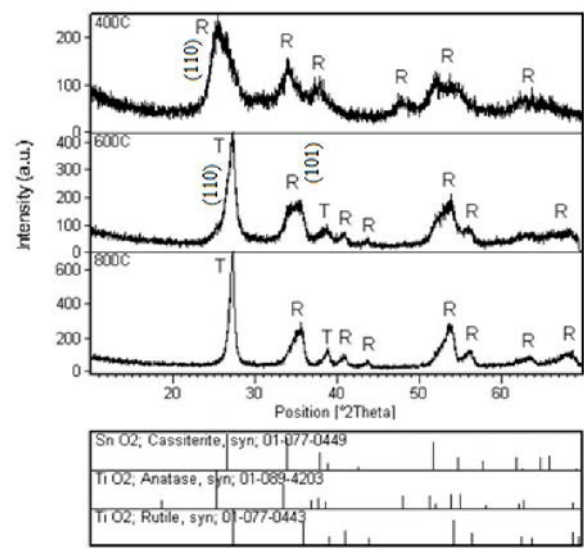 400C
R
R
R
R
R
R
(110)
200
100
0
600C
T
(110)
R
(101)
T
R
R
R
R
R
400
300
200
100
0
800C
T
R
T
R
R
R
R
R
R
600
400
200
0
Intensity (a.u.)
20
30
40
50
60
Position [°2Theta]
Sn O2; Cassiterite, syn; 01-077-0449
Ti O2; Anatase, syn; 01-089-4203
Ti O2; Rutile, syn; 01-077-0443